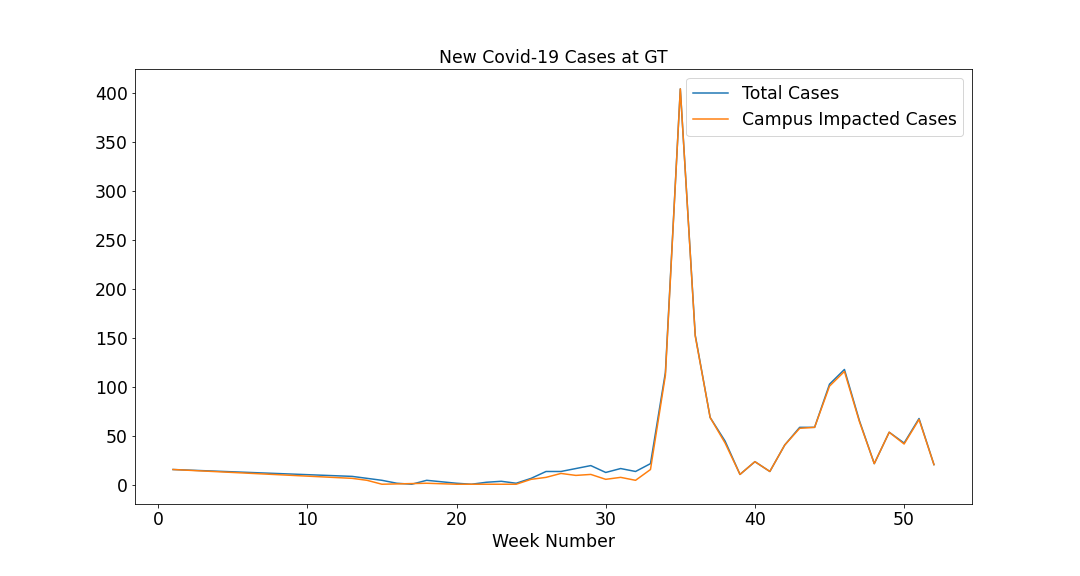 New Covid-19 Cases at GT
Total Cases
Campus Impacted Cases
400
350
300
250
200
150
100
50
0
0 10 20 30 40 50
Week Number